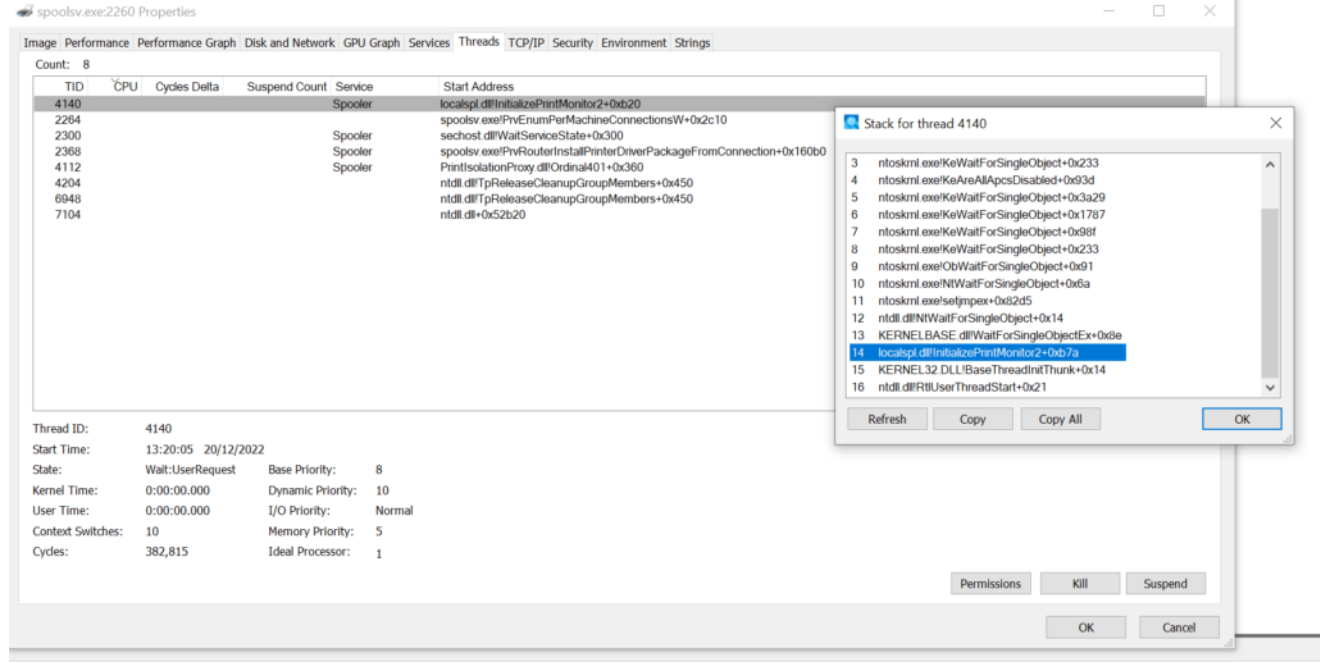 spoolsv.exe:2260 Properties
Image Performance Performance Graph Disk and Network GPU Graph Services Threads TCP/IP Security Environment Strings
Count: 8
TID CPU Cycles Delta Suspend Count Service Start Address
4140 Spooler localspl.dll!InitializePrintMonitor2+0xb20
2264 spoolsv.exe!PrvEnumPerMachineConnectionsW+0x2c10
2300 Spooler sechost.dll!WaitServiceState+0x300
2368 Spooler spoolsv.exe!PrvRouterInstallPrinterDriverPackageFromConnection+0x160b0
4112 Spooler PrintIsolationProxy.dll!Ordinal401+0x360
4204 ntdll.dll!TpReleaseCleanupGroupMembers+0x450
6948 ntdll.dll!TpReleaseCleanupGroupMembers+0x450
7104 ntdll.dll+0x52b20
Stack for thread 4140
3 ntoskrnl.exe!KeWaitForSingleObject+0x233
4 ntoskrnl.exe!KeAreAllApcsDisabled+0x93d
5 ntoskrnl.exe!KeWaitForSingleObject+0x3a29
6 ntoskrnl.exe!KeWaitForSingleObject+0x1787
7 ntoskrnl.exe!KeWaitForSingleObject+0x98f
8 ntoskrnl.exe!KeWaitForSingleObject+0x233
9 ntoskrnl.exe!ObWaitForSingleObject+0x91
10 ntoskrnl.exe!NtWaitForSingleObject+0x6a
11 ntoskrnl.exe!setjmpex+0x82d5
12 ntdll.dll!NtWaitForSingleObject+0x14
13 KERNELBASE.dll!WaitForSingleObjectEx+0x8e
14 localspl.dll!InitializePrintMonitor2+0xb7a
15 KERNEL32.DLL!BaseThreadInitThunk+0x14
16 ntdll.dll!RtlUserThreadStart+0x21
Refresh Copy Copy All OK
Thread ID: 4140
Start Time: 13:20:05 20/12/2022
State: Wait:UserRequest Base Priority: 8
Kernel Time: 0:00:00.000 Dynamic Priority: 10
User Time: 0:00:00.000 I/O Priority: Normal
Context Switches: 10 Memory Priority: 5
Cycles: 382,815 Ideal Processor: 1
Permissions Kill Suspend
OK Cancel